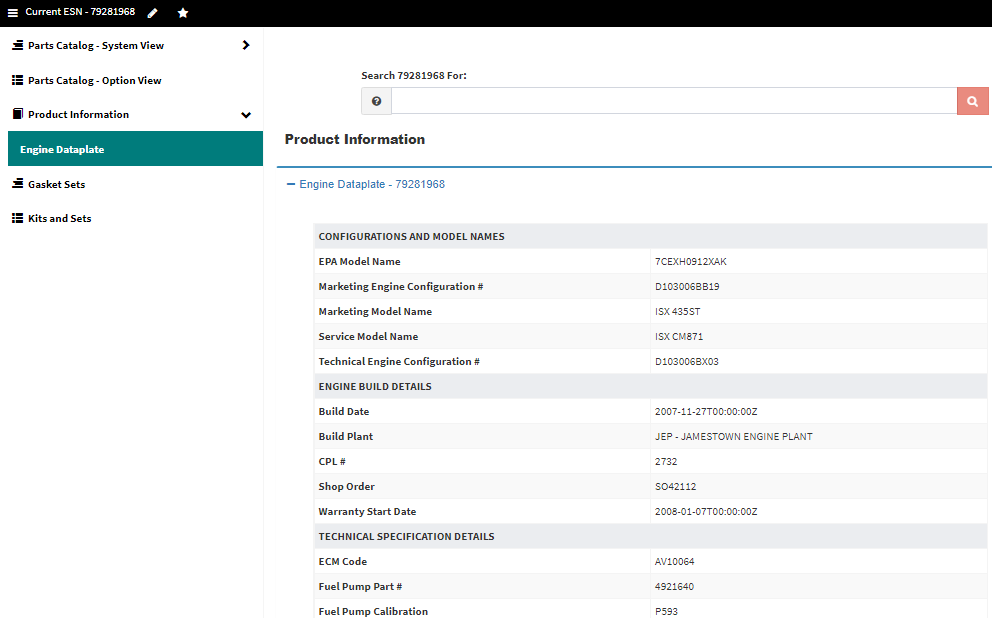 Current ESN - 79281968
Parts Catalog - System View
Parts Catalog - Option View
Product Information
Engine Dataplate
Gasket Sets
Kits and Sets
Search 79281968 For:
Product Information
Engine Dataplate - 79281968
CONFIGURATIONS AND MODEL NAMES
EPA Model Name 7CEXH0912XAK
Marketing Engine Configuration # D103006BB19
Marketing Model Name ISX 435ST
Service Model Name ISX CM871
Technical Engine Configuration # D103006BX03
ENGINE BUILD DETAILS
Build Date 2007-11-27T00:00:00Z
Build Plant JEP - JAMESTOWN ENGINE PLANT
CPL # 2732
Shop Order SO42112
Warranty Start Date 2008-01-07T00:00:00Z
TECHNICAL SPECIFICATION DETAILS
ECM Code AV10064
Fuel Pump Part # 4921640
Fuel Pump Calibration P593